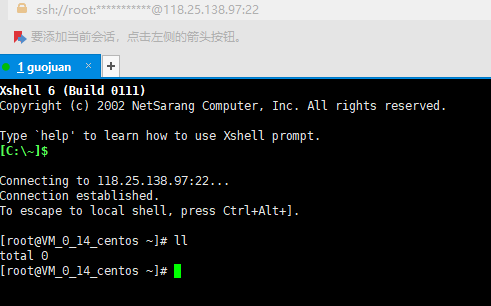 ssh://root:***********@118.25.138.97:22
要添加当前会话，点击左侧的箭头按钮。
1 guojuan × +
Xshell 6 (Build 0111)
Copyright (c) 2002 NetSarang Computer, Inc. All rights reserved.
Type `help' to learn how to use Xshell prompt.
[C:\~]$
Connecting to 118.25.138.97:22...
Connection established.
To escape to local shell, press Ctrl+Alt+].
[root@VM_0_14_centos ~]# ll
total 0
[root@VM_0_14_centos ~]#